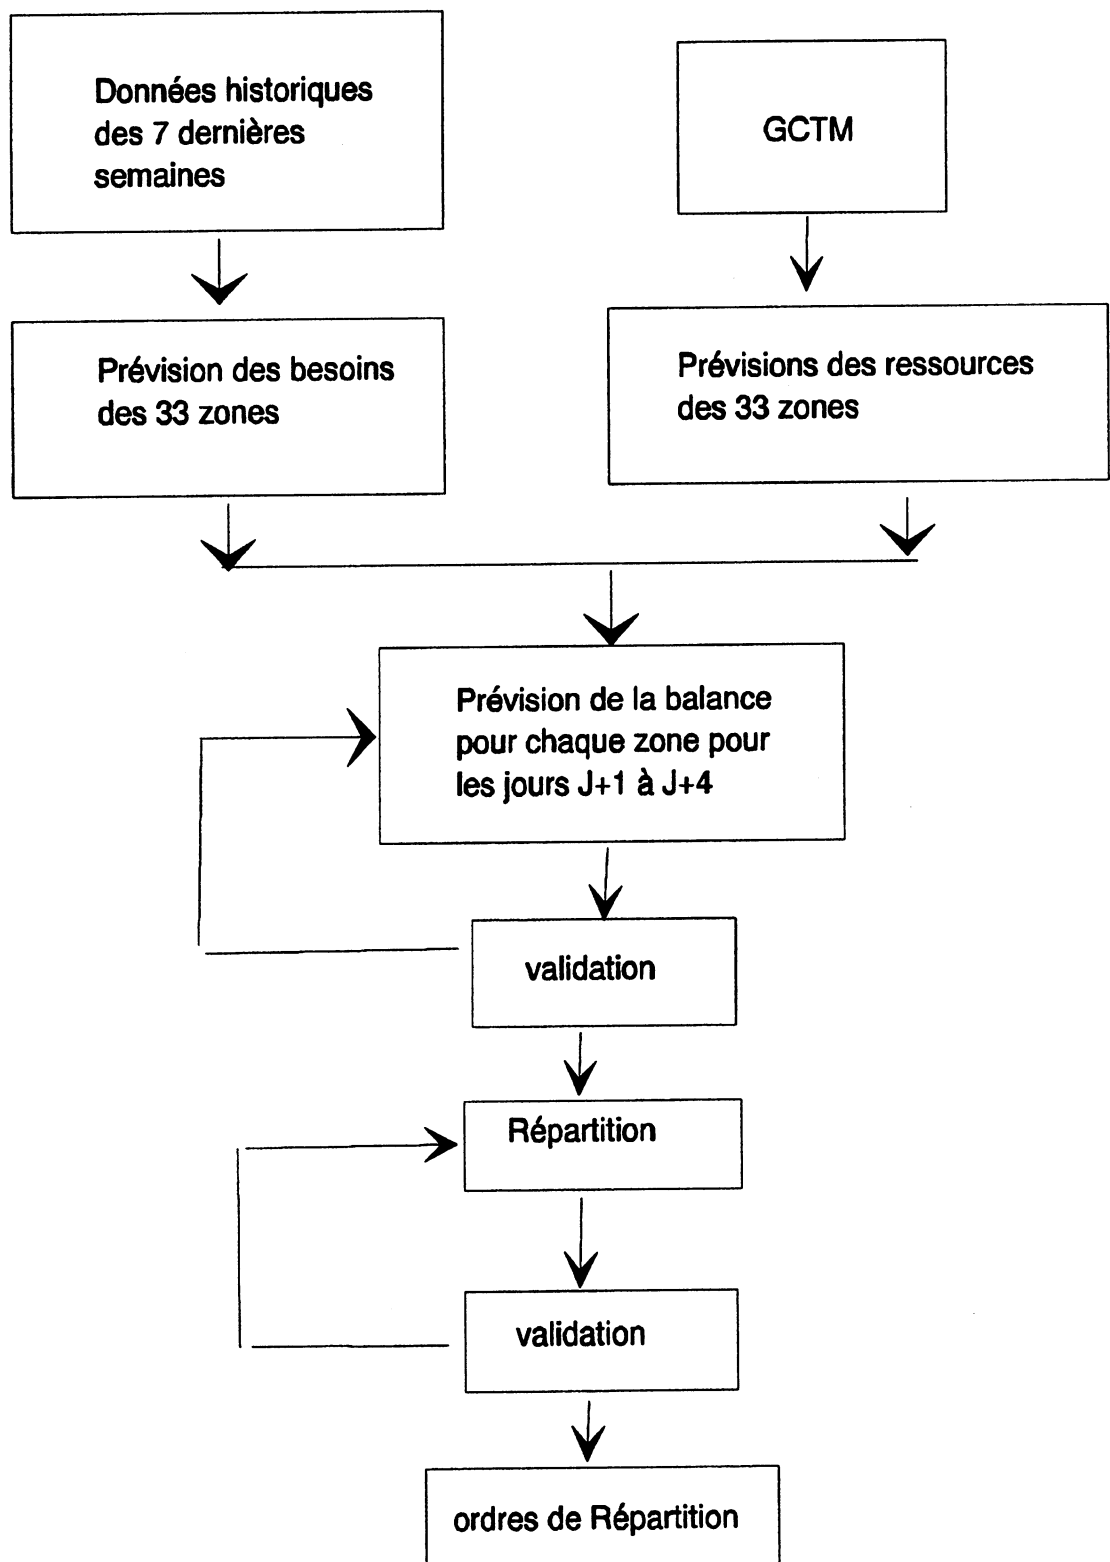 Données historiques
des 7 dernières
semaines
GCTM
Prévision des besoins
des 33 zones
Prévisions des ressources
des 33 zones
Prévision de la balance
pour chaque zone pour
les jours J+1 à J+4
validation
Répartition
validation
ordres de Répartition